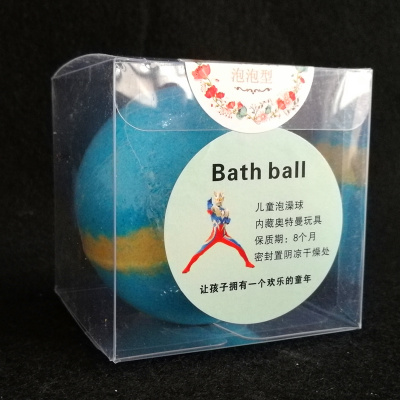 泡泡型
Bath ball
儿童泡澡球
内藏奥特曼玩具
保质期：8个月
密封置阴凉干燥处
让孩子拥有一个欢乐的童年